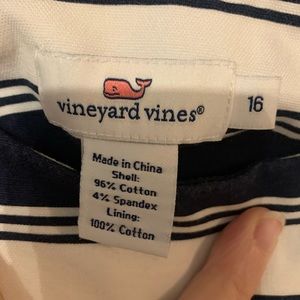 vineyard vines®
16
Made in China
Shell:
96% Cotton
4% Spandex
Lining:
100% Cotton